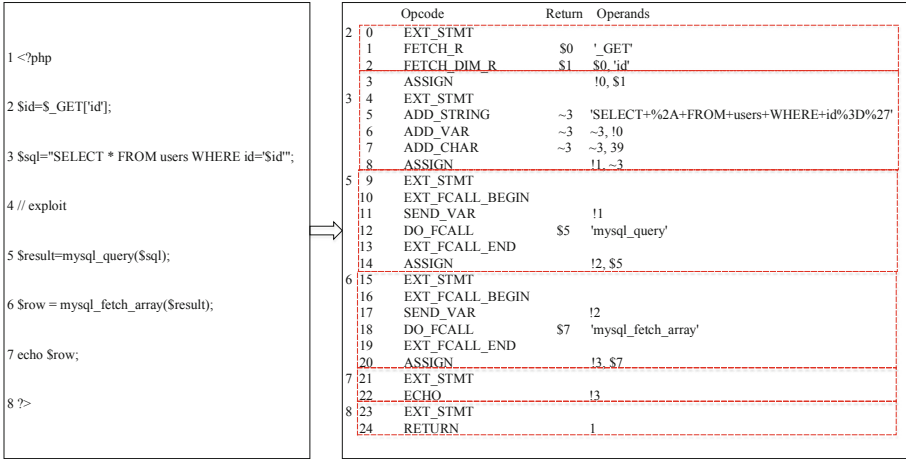 1 <?php
2 $id=$_GET['id'];
3 $sql="SELECT * FROM users WHERE id='$id'";
4 // exploit
5 $result=mysql_query($sql);
6 $row = mysql_fetch_array($result);
7 echo $row;
8 ?>
Opcode Return Operands
2 0 EXT_STMT
1 FETCH_R $0 '_GET'
2 FETCH_DIM_R $1 $0, 'id'
3 ASSIGN !0, $1
3 4 EXT_STMT
5 ADD_STRING ~3 'SELECT+%2A+FROM+users+WHERE+id%3D%27'
6 ADD_VAR ~3 ~3, !0
7 ADD_CHAR ~3 ~3, 39
8 ASSIGN !1, ~3
5 9 EXT_STMT
10 EXT_FCALL_BEGIN
11 SEND_VAR !1
12 DO_FCALL $5 'mysql_query'
13 EXT_FCALL_END
14 ASSIGN !2, $5
6 15 EXT_STMT
16 EXT_FCALL_BEGIN
17 SEND_VAR !2
18 DO_FCALL $7 'mysql_fetch_array'
19 EXT_FCALL_END
20 ASSIGN !3, $7
7 21 EXT_STMT
22 ECHO !3
8 23 EXT_STMT
24 RETURN 1